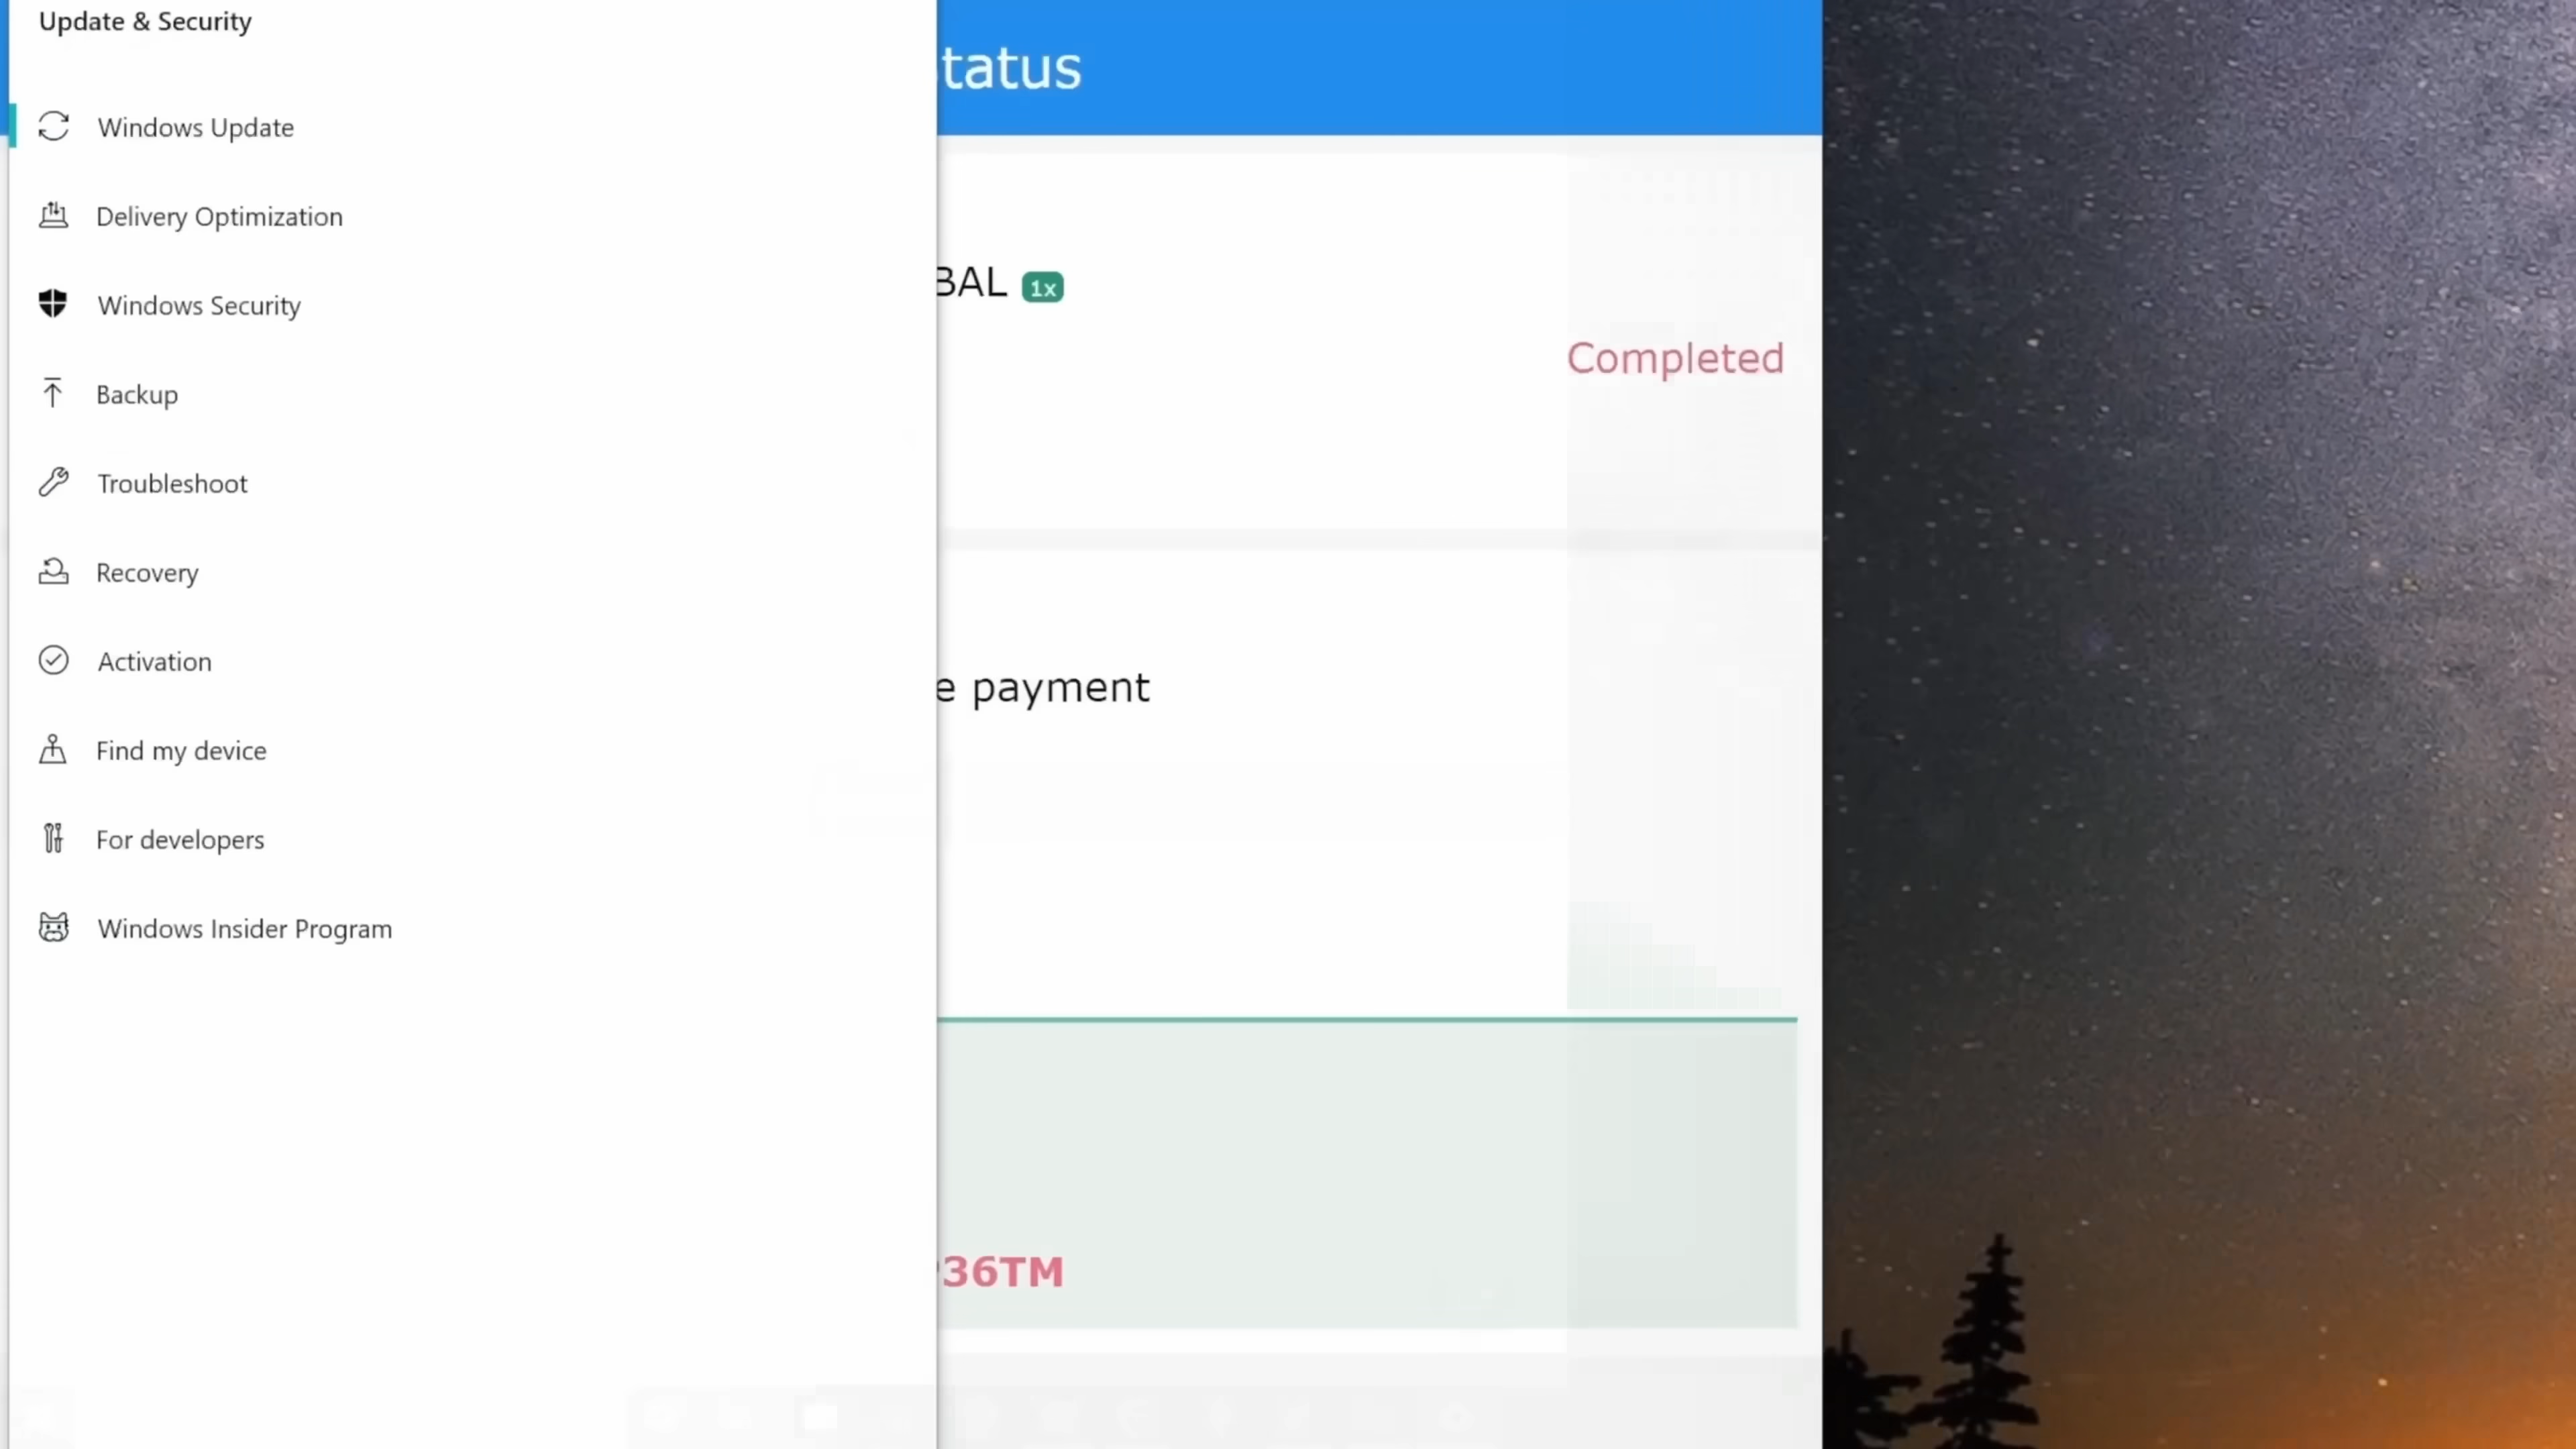 Update & Security
Windows Update
Delivery Optimization
Windows Security
Backup
Troubleshoot
Recovery
Activation
Find my device
For developers
Windows Insider Program
tatus
BAL 1x
Completed
e payment
36TM